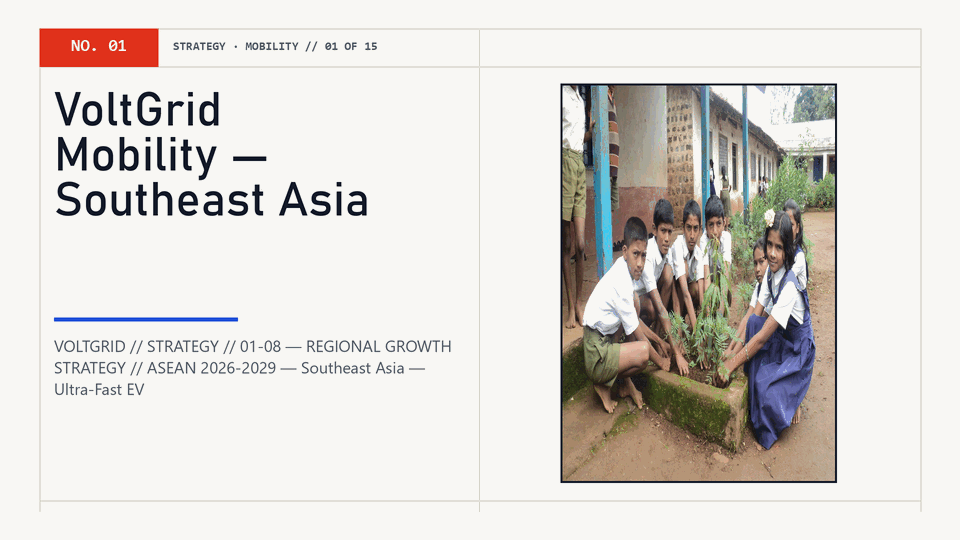 NO. 01
STRATEGY · MOBILITY // 01 OF 15
VoltGrid
Mobility —
Southeast Asia
VOLTGRID // STRATEGY // 01-08 — REGIONAL GROWTH
STRATEGY // ASEAN 2026-2029 — Southeast Asia —
Ultra-Fast EV